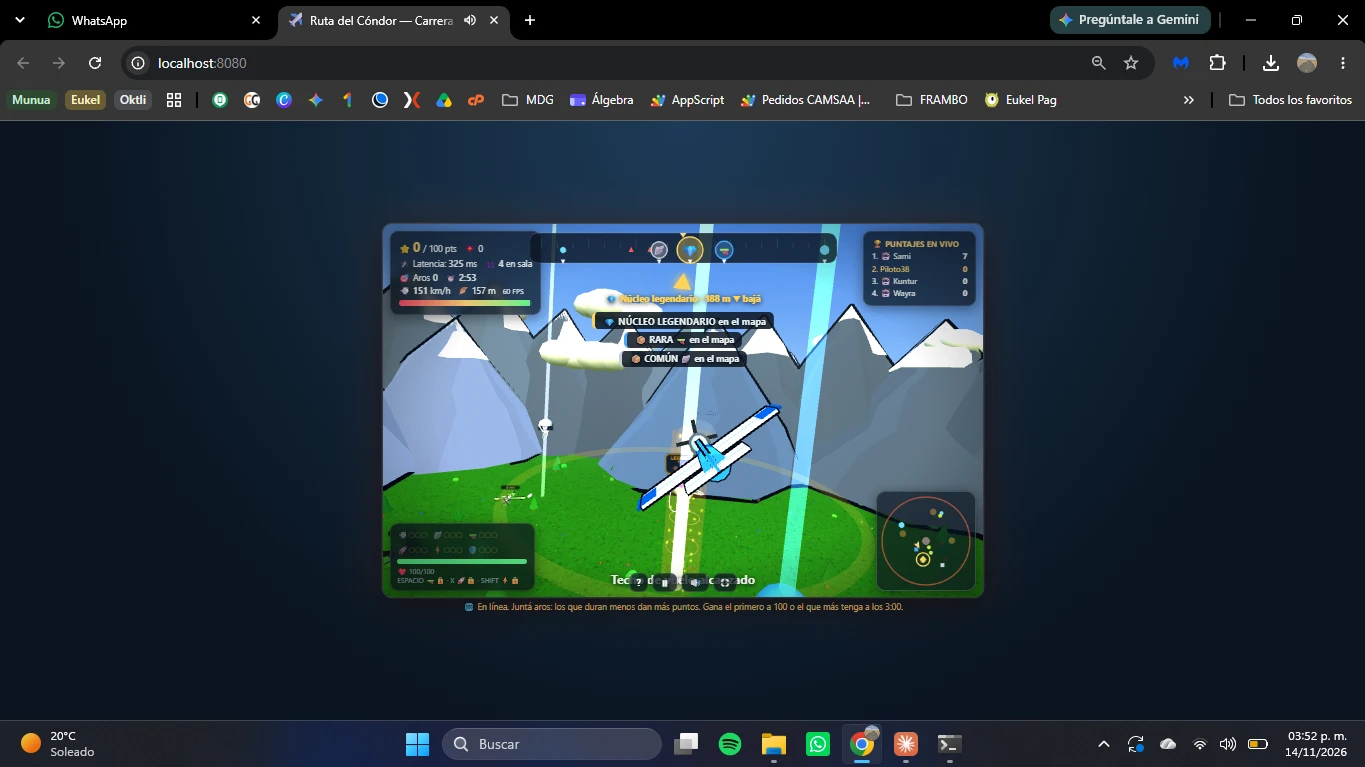 WhatsApp
Ruta del Cóndor — Carrera
Pregúntale a Gemini
localhost:8080
Munua
Eukel
Oktli
MDG
Álgebra
AppScript
Pedidos CAMSAA |...
FRAMBO
Eukel Pag
Todos los favoritos
0 / 100 pts 0
Latencia: 325 ms 4 en sala
Aros 0 2:53
151 km/h 157 m 60 FPS
PUNTAJES EN VIVO
1. Sami 7
2. Piloto38 0
3. Kuntur 0
4. Wayra 0
Núcleo legendario · 188 m ▼ bajá
NÚCLEO LEGENDARIO en el mapa
RARA en el mapa
COMÚN en el mapa
100/100
ESPACIO X SHIFT
?
En línea. Juntá aros: los que duran menos dan más puntos. Gana el primero a 100 o el que más tenga a los 3:00.
20°C
Soleado
Buscar
03:52 p. m.
14/11/2026